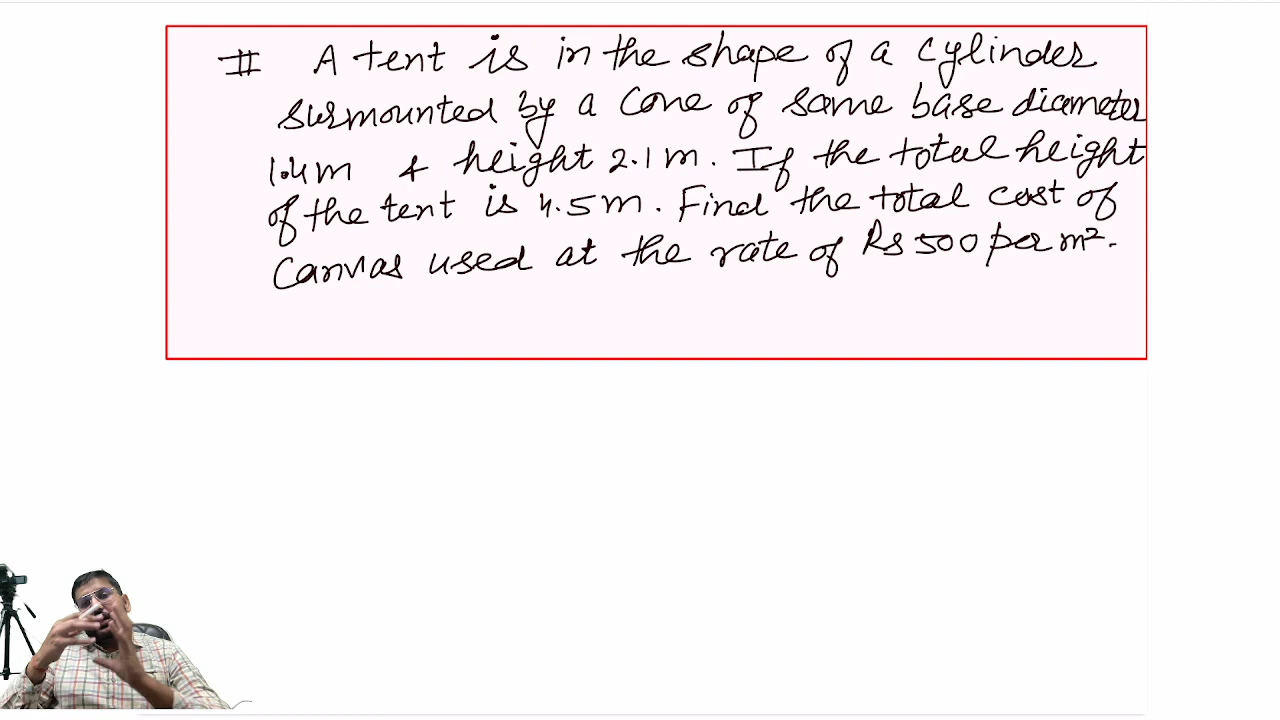 # A tent is in the shape of a cylinder
surmounted by a cone of same base diameter
1.4m & height 2.1m. If the total height
of the tent is 4.5m. Find the total cost of
Canvas used at the rate of Rs 500 per m².